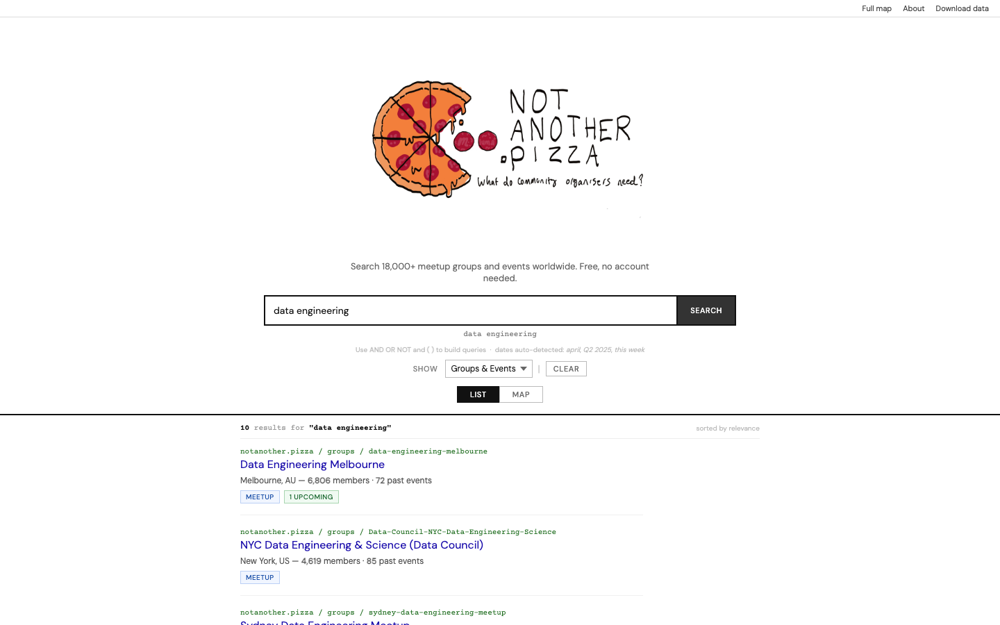 Full map About Download data
NOT
ANOTHER
.PIZZA
What do community organisers need?
Search 18,000+ meetup groups and events worldwide. Free, no account
needed.
data engineering SEARCH
data engineering
Use AND OR NOT and ( ) to build queries · dates auto-detected: april, Q2 2025, this week
SHOW Groups & Events | CLEAR
LIST MAP
10 results for "data engineering" sorted by relevance
notanother.pizza / groups / data-engineering-melbourne
Data Engineering Melbourne
Melbourne, AU — 6,806 members · 72 past events
MEETUP 1 UPCOMING
notanother.pizza / groups / Data-Council-NYC-Data-Engineering-Science
NYC Data Engineering & Science (Data Council)
New York, US — 4,619 members · 85 past events
MEETUP
notanother.pizza / groups / sydney-data-engineering-meetup
Sydney Data Engineering Meetup